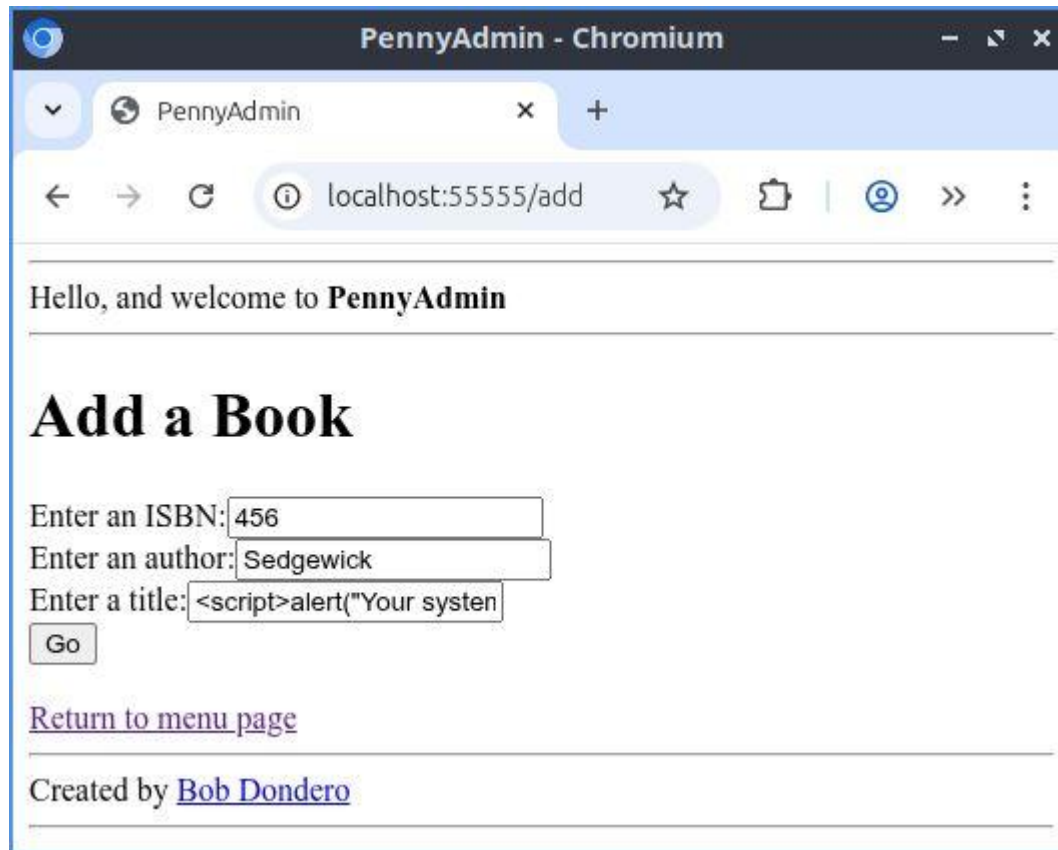 PennyAdmin - Chromium
PennyAdmin
localhost:55555/add
Hello, and welcome to PennyAdmin
Add a Book
Enter an ISBN: 456
Enter an author: Sedgewick
Enter a title: <script>alert("Your system
Go
Return to menu page
Created by Bob Dondero